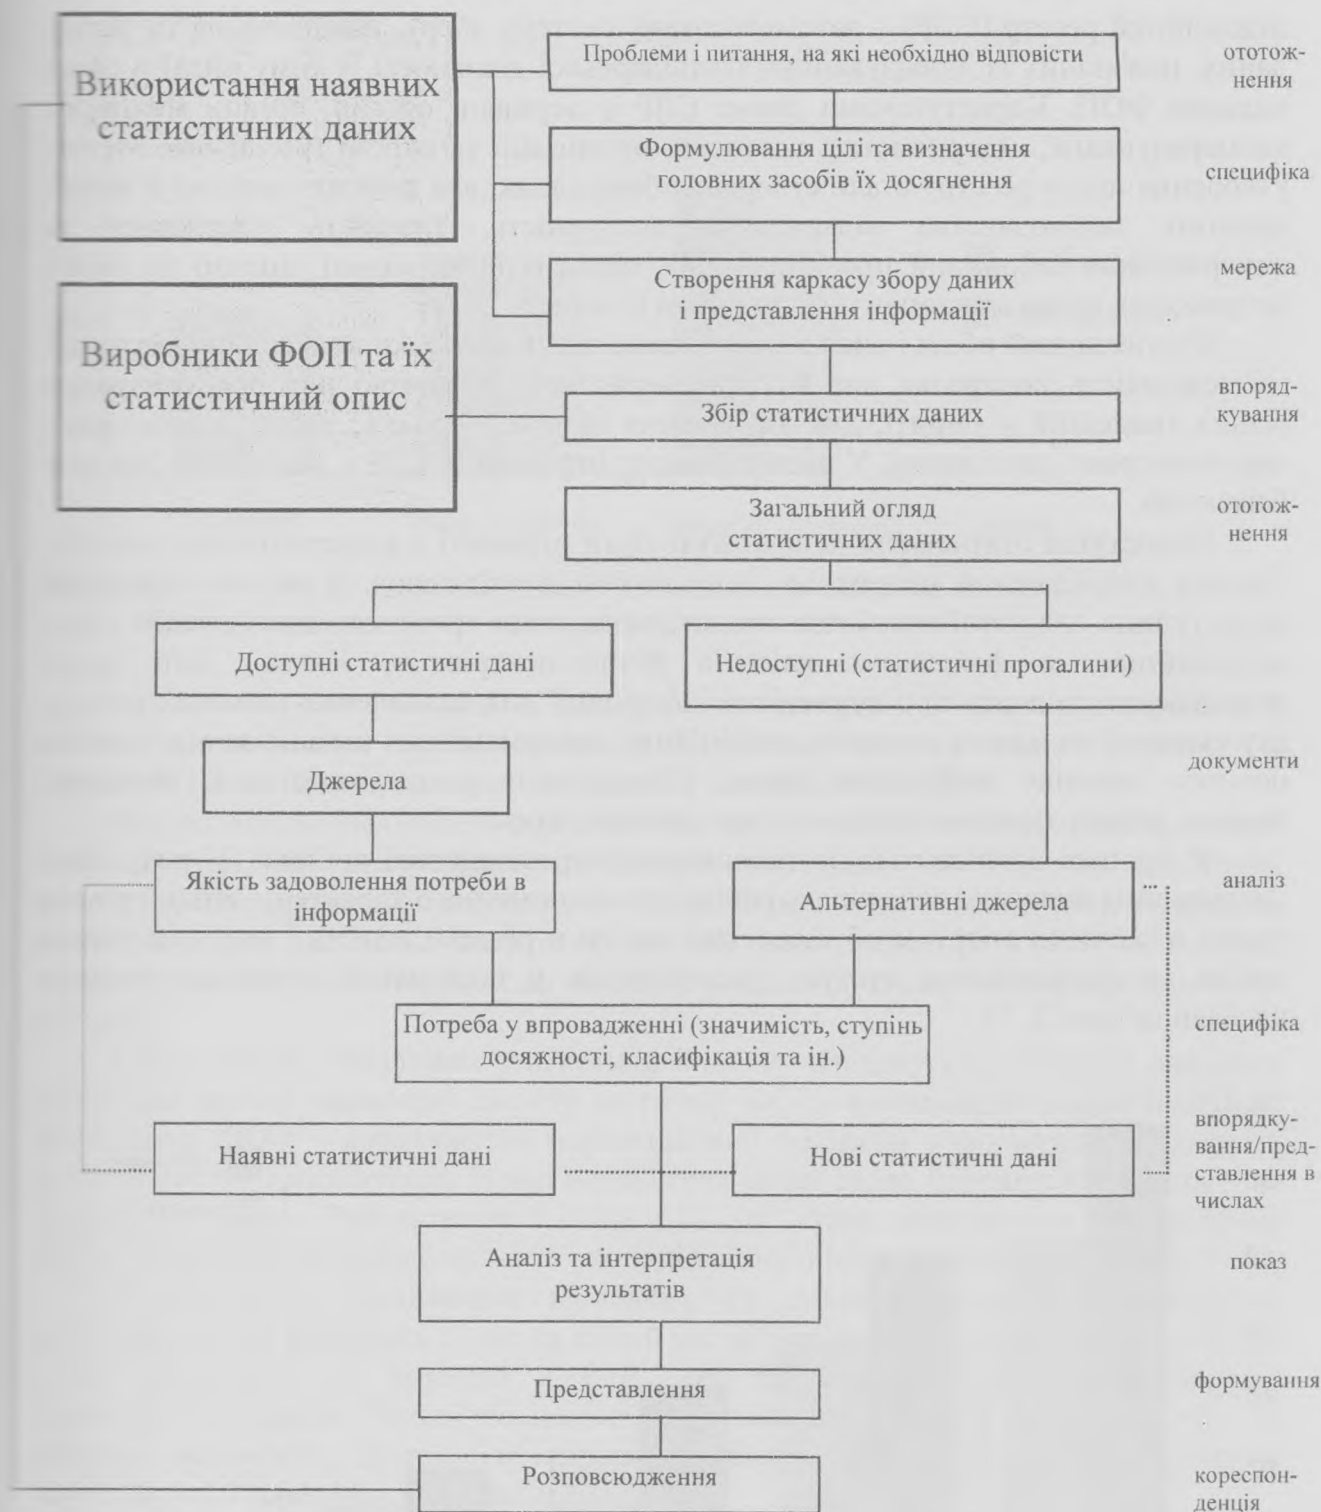 Використання наявних
статистичних даних
Проблеми і питання, на які необхідно відповісти
ототож-
нення
Формулювання цілі та визначення
головних засобів їх досягнення
специфіка
Створення каркасу збору даних
і представлення інформації
мережа
Виробники ФОП та їх
статистичний опис
Збір статистичних даних
впоряд-
кування
Загальний огляд
статистичних даних
ототож-
нення
Доступні статистичні дані
Недоступні (статистичні прогалини)
Джерела
документи
Якість задоволення потреби в
інформації
Альтернативні джерела
аналіз
Потреба у впровадженні (значимість, ступінь
досяжності, класифікація та ін.)
специфіка
Наявні статистичні дані
Нові статистичні дані
впорядку-
вання/пред-
ставлення в
числах
Аналіз та інтерпретація
результатів
показ
Представлення
формування
Розповсюдження
кореспон-
денція